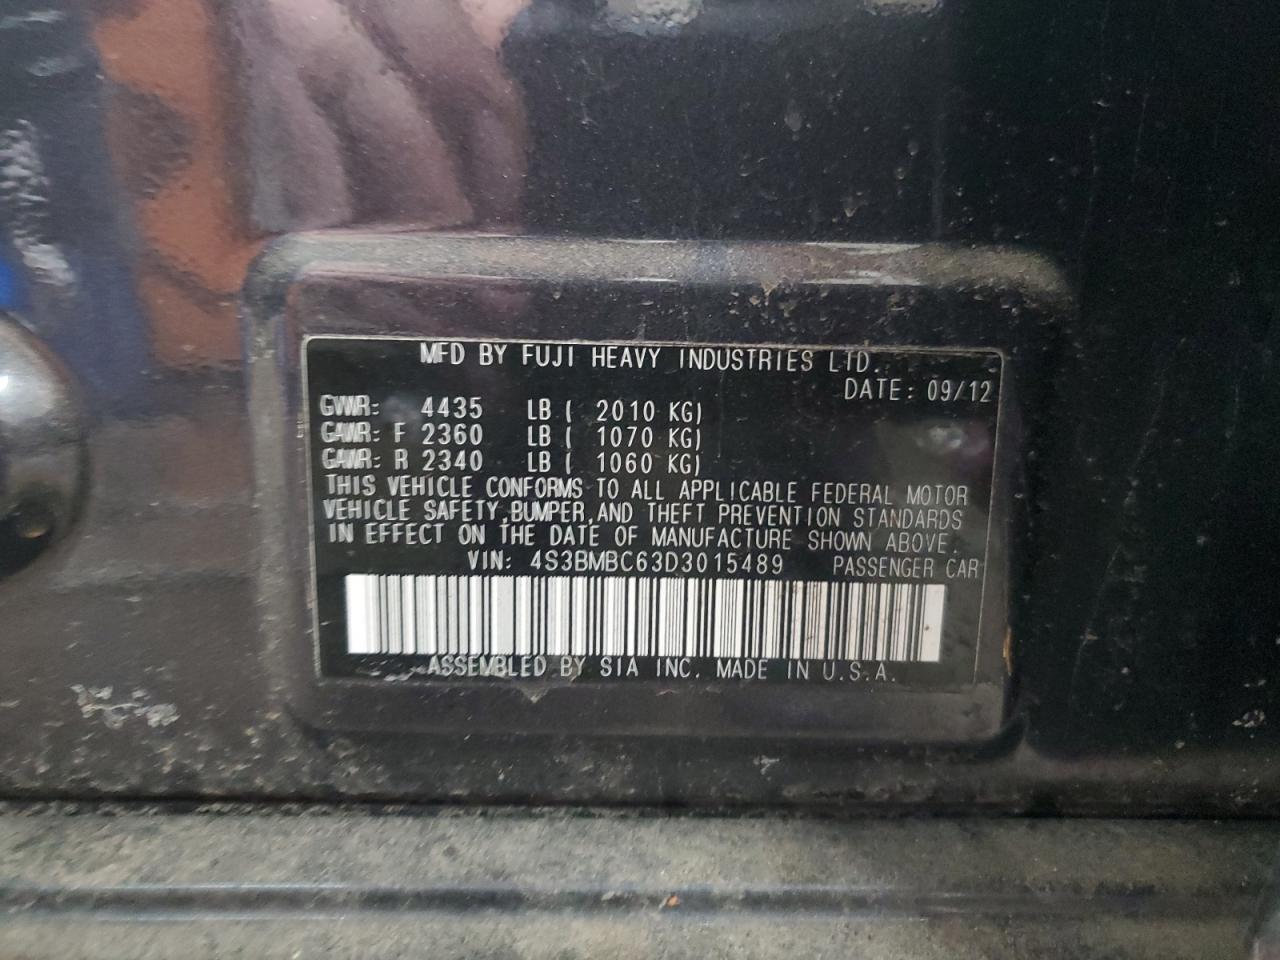 MFD BY FUJI HEAVY INDUSTRIES LTD.
DATE: 09/12
GVWR: 4435 LB ( 2010 KG)
GAWR: F 2360 LB ( 1070 KG)
GAWR: R 2340 LB ( 1060 KG)
THIS VEHICLE CONFORMS TO ALL APPLICABLE FEDERAL MOTOR
VEHICLE SAFETY,BUMPER,AND THEFT PREVENTION STANDARDS
IN EFFECT ON THE DATE OF MANUFACTURE SHOWN ABOVE.
VIN: 4S3BMBC63D3015489 PASSENGER CAR
ASSEMBLED BY SIA INC. MADE IN U.S.A.